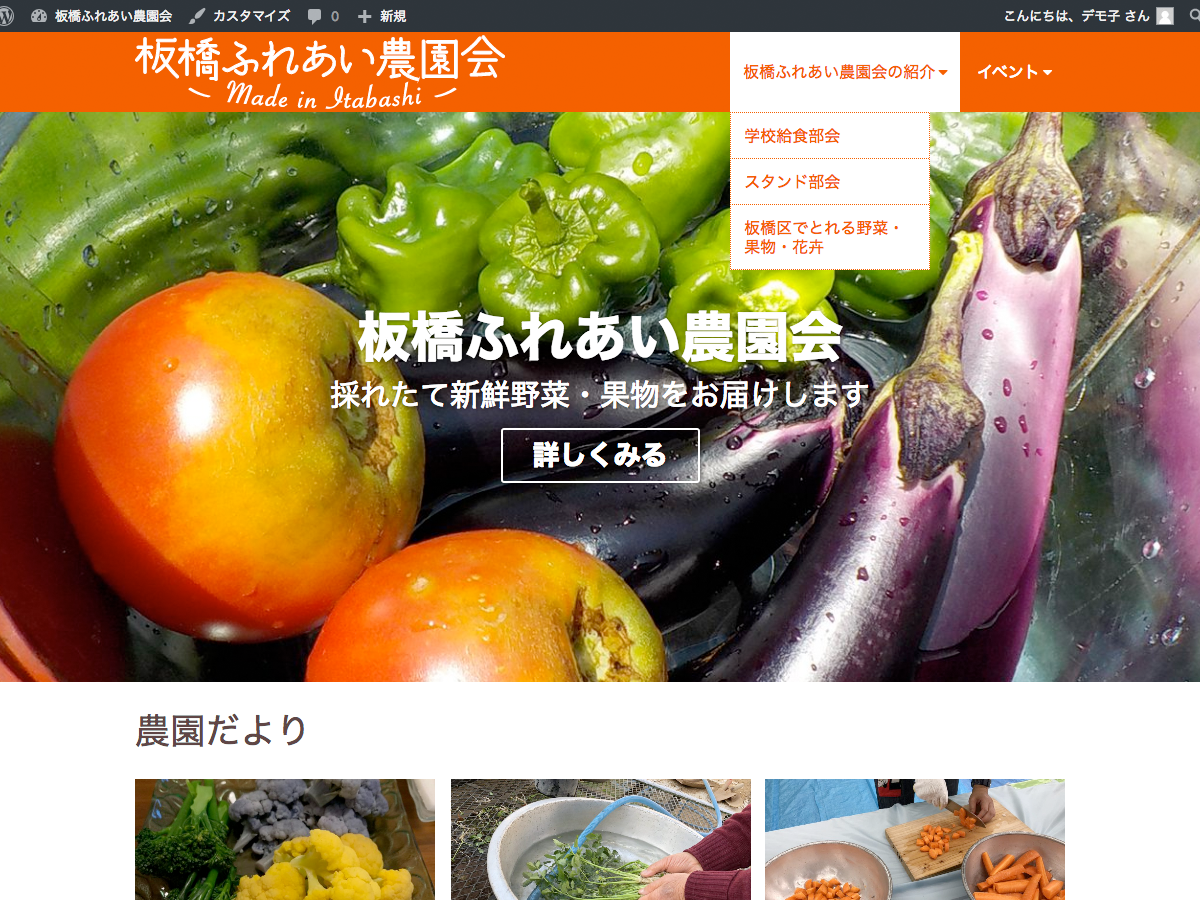 板橋ふれあい農園会 カスタマイズ 0 新規 こんにちは、デモ子 さん
板橋ふれあい農園会
Made in Itabashi
板橋ふれあい農園会の紹介 イベント
学校給食部会
スタンド部会
板橋区でとれる野菜・
果物・花卉
板橋ふれあい農園会
採れたて新鮮野菜・果物をお届けします
詳しくみる
農園だより